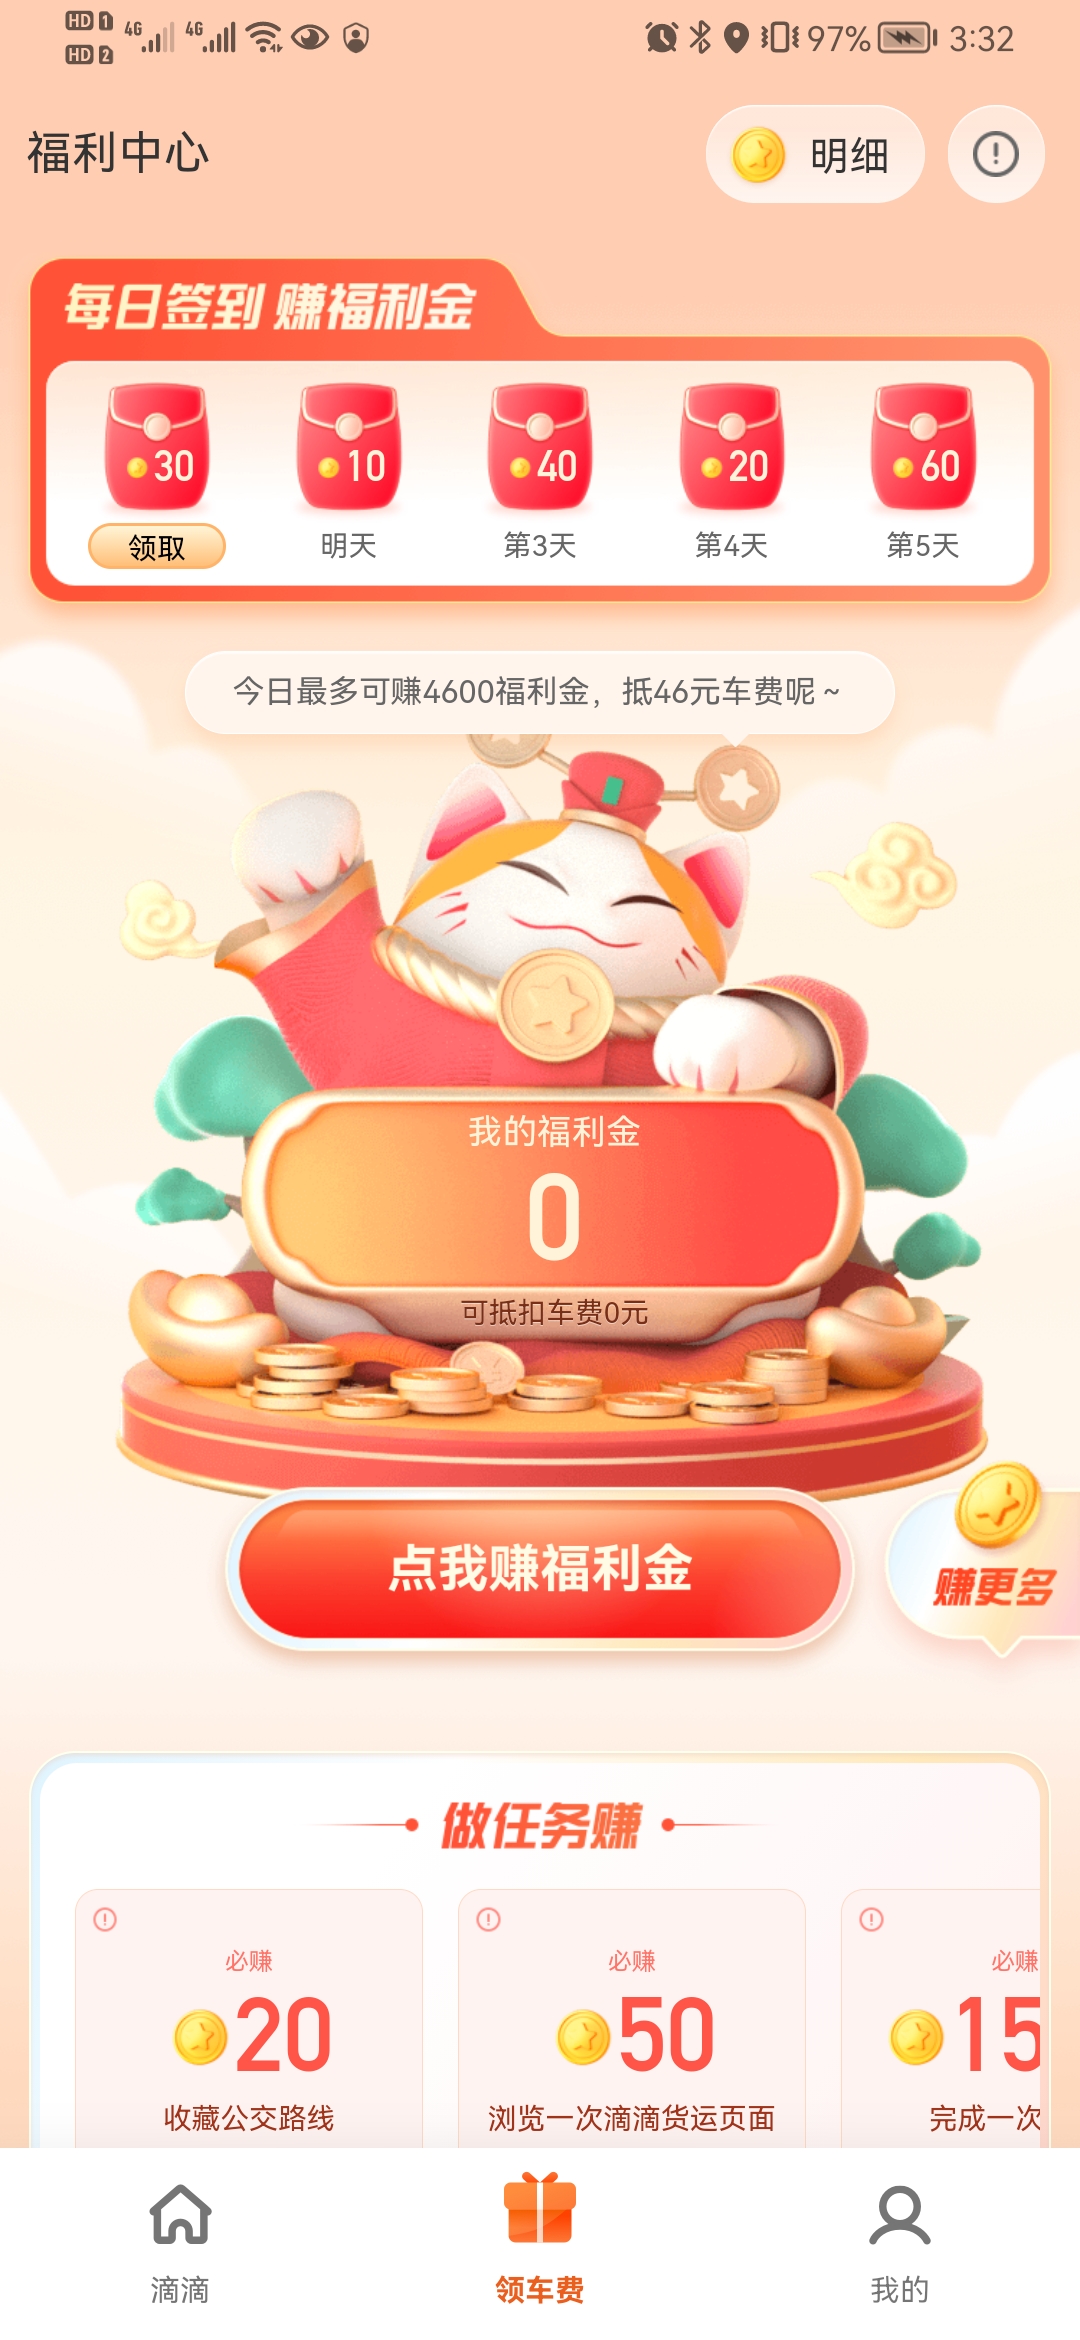 HD 1 4G 4G 97% 3:32
HD 2
福利中心
明细
每日签到 赚福利金
30 10 40 20 60
领取 明天 第3天 第4天 第5天
今日最多可赚4600福利金，抵46元车费呢~
我的福利金
0
可抵扣车费0元
点我赚福利金
赚更多
做任务赚
必赚 必赚 必赚
20 50 15
收藏公交路线 浏览一次滴滴货运页面 完成一次
滴滴 领车费 我的